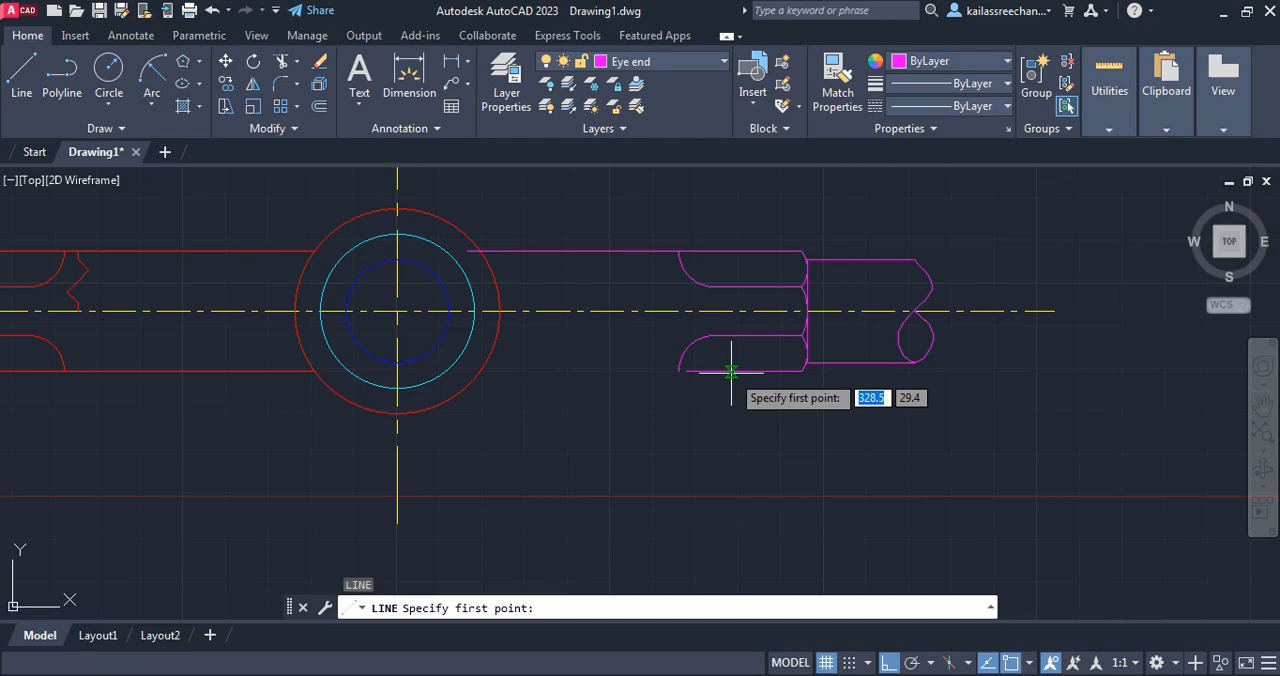 CAD Share Autodesk AutoCAD 2023 Drawing1.dwg Type a keyword or phrase kailassreechan...
Home Insert Annotate Parametric View Manage Output Add-ins Collaborate Express Tools Featured Apps
Eye end ByLayer
Line Polyline Circle Arc Text Dimension Layer Properties Insert Match Properties ByLayer Group Utilities Clipboard View
ByLayer
Draw Modify Annotation Layers Block Properties Groups
Start Drawing1*
[−][Top][2D Wireframe]
N
W TOP E
S
WCS
Specify first point: 328.5 29.4
Y
X
LINE
LINE Specify first point:
Model Layout1 Layout2
MODEL 1:1